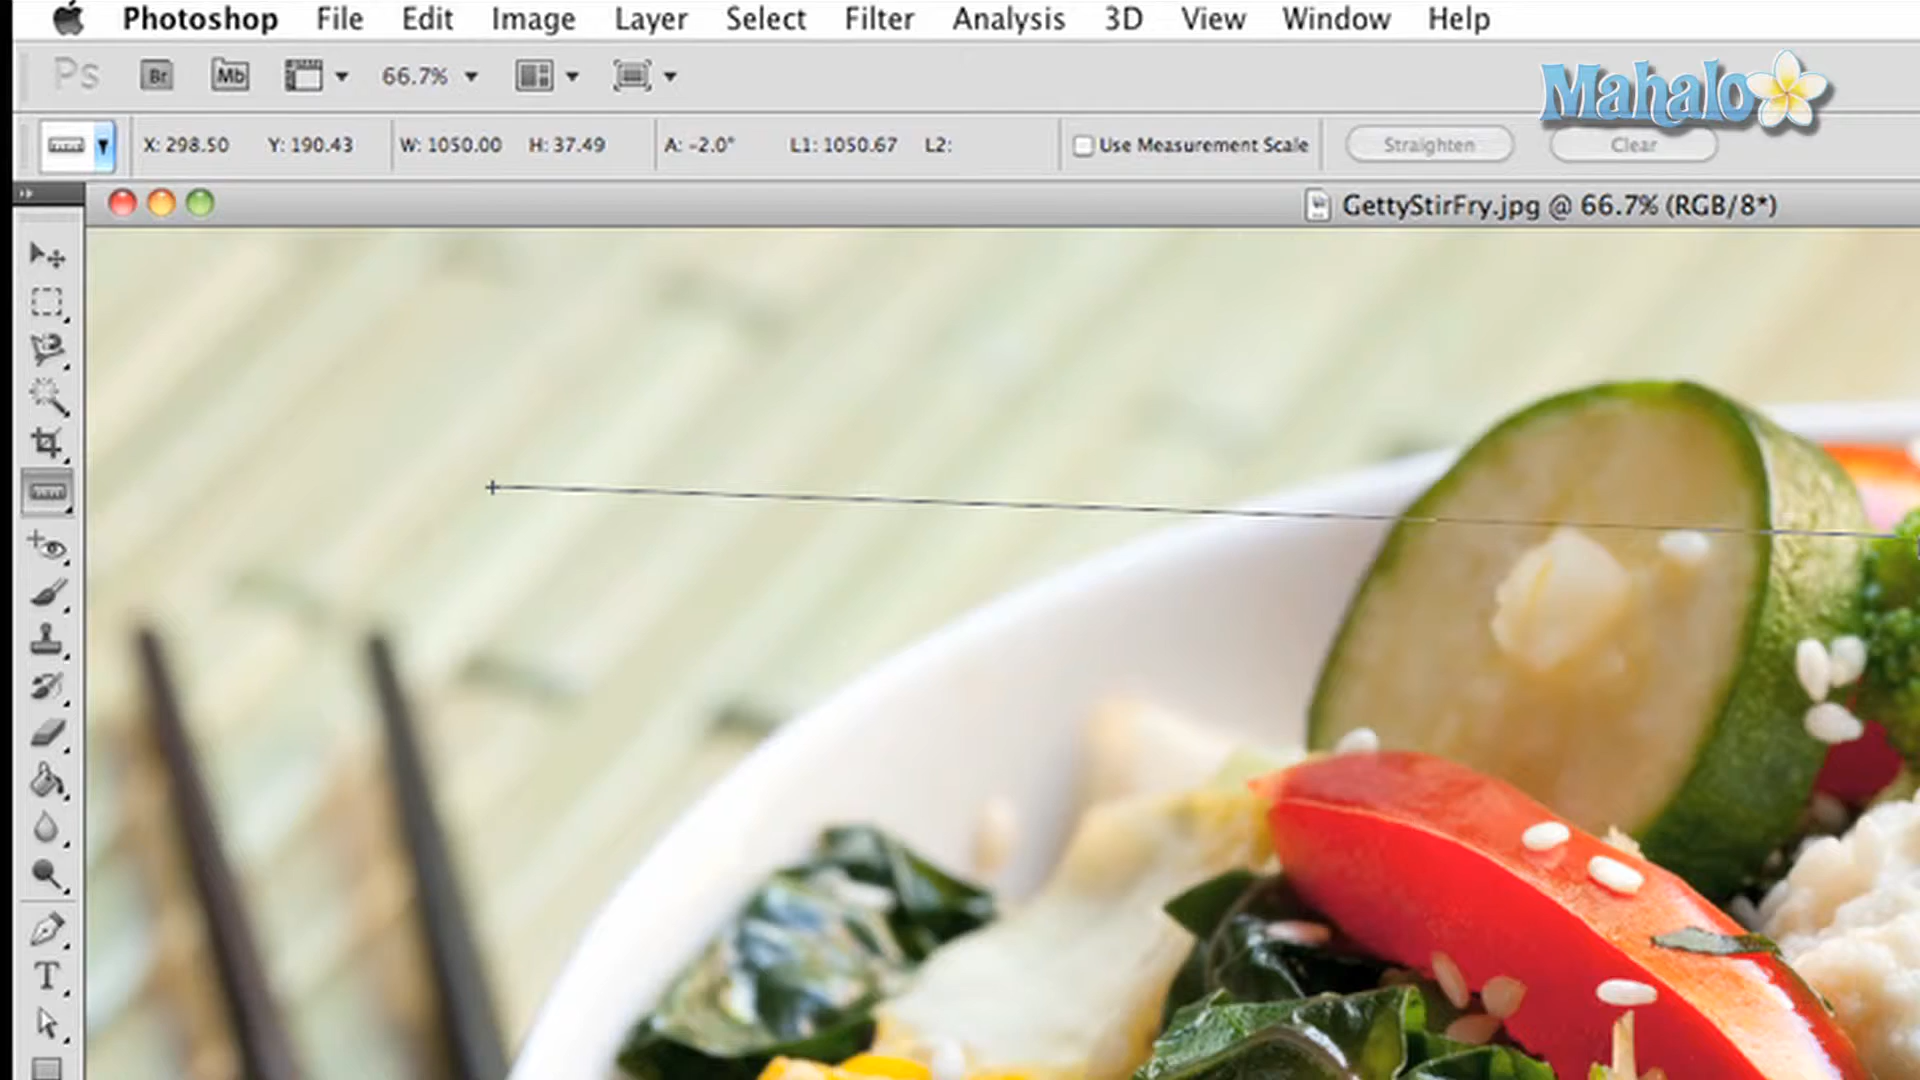 Photoshop File Edit Image Layer Select Filter Analysis 3D View Window Help
Ps Br Mb 66.7%
Mahalo
X: 298.50 Y: 190.43 W: 1050.00 H: 37.49 A: -2.0° L1: 1050.67 L2: Use Measurement Scale Straighten Clear
GettyStirFry.jpg @ 66.7% (RGB/8*)
T